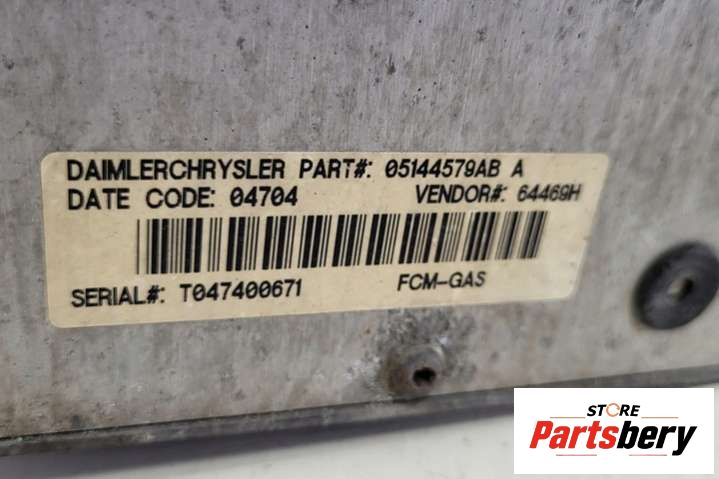 DAIMLERCHRYSLER PART#: 05144579AB A
DATE CODE: 04704 VENDOR#: 64469H
SERIAL#: T047400671 FCM-GAS
STORE
Partsbery